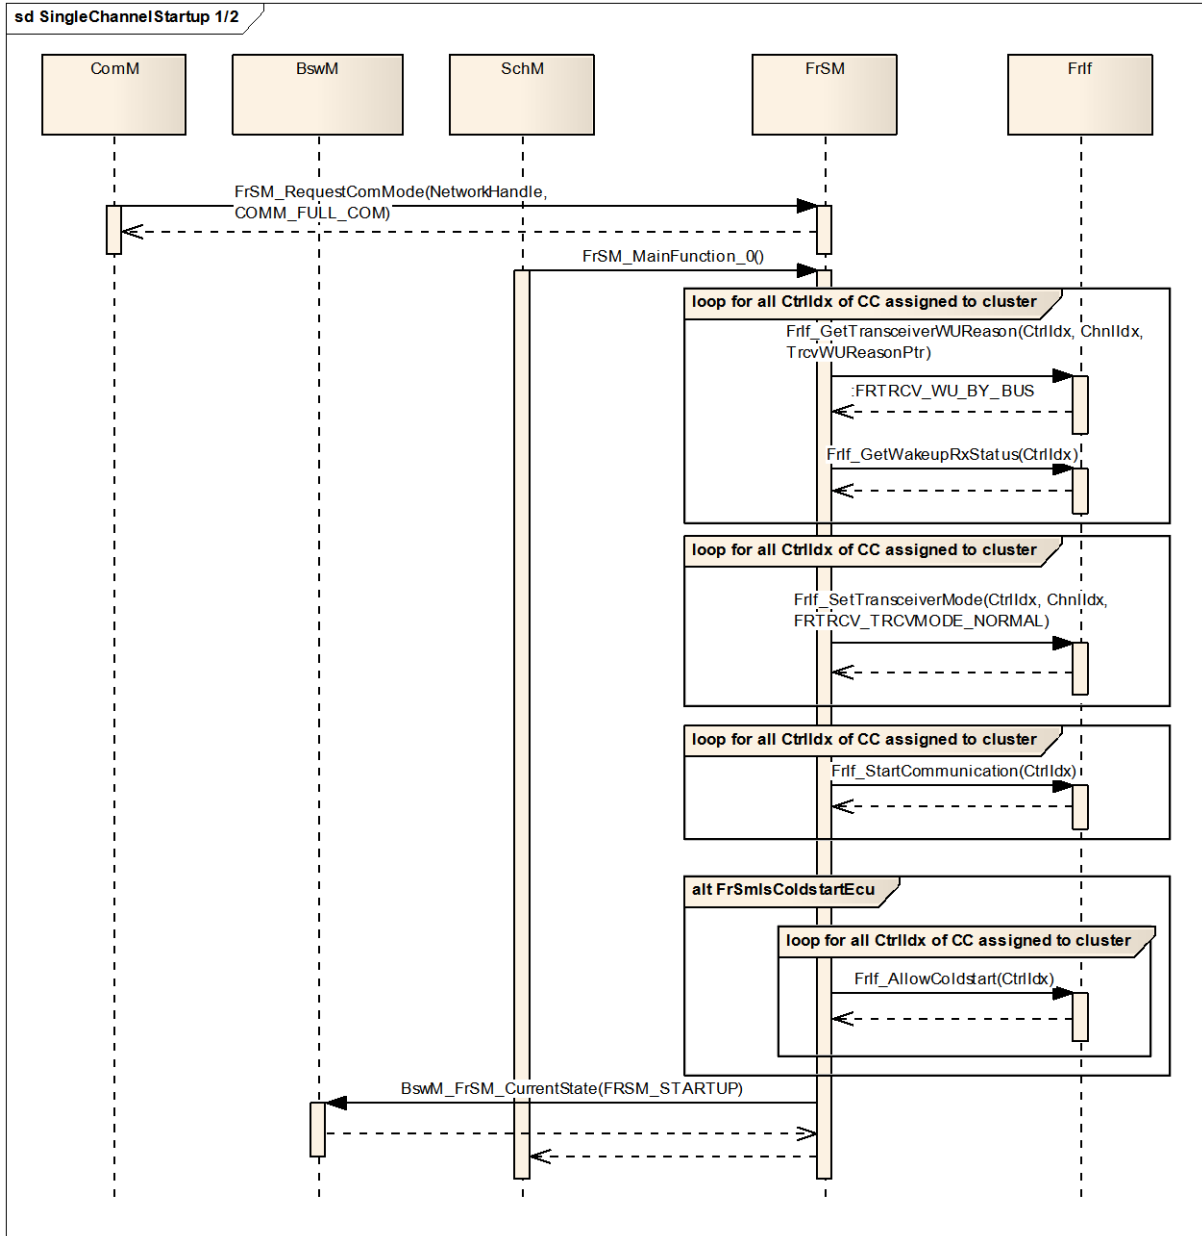 sd SingleChannelStartup 1/2
ComM
BswM
SchM
FrSM
FrIf
FrSM_RequestComMode(NetworkHandle,
COMM_FULL_COM)
FrSM_MainFunction_0()
loop for all CtrlIdx of CC assigned to cluster
FrIf_GetTransceiverWUReason(CtrlIdx, ChnlIdx,
TrcvWUReasonPtr)
:FRTRCV_WU_BY_BUS
FrIf_GetWakeupRxStatus(CtrlIdx)
loop for all CtrlIdx of CC assigned to cluster
FrIf_SetTransceiverMode(CtrlIdx, ChnlIdx,
FRTRCV_TRCVMODE_NORMAL)
loop for all CtrlIdx of CC assigned to cluster
FrIf_StartCommunication(CtrlIdx)
alt FrSmIsColdstartEcu
loop for all CtrlIdx of CC assigned to cluster
FrIf_AllowColdstart(CtrlIdx)
BswM_FrSM_CurrentState(FRSM_STARTUP)